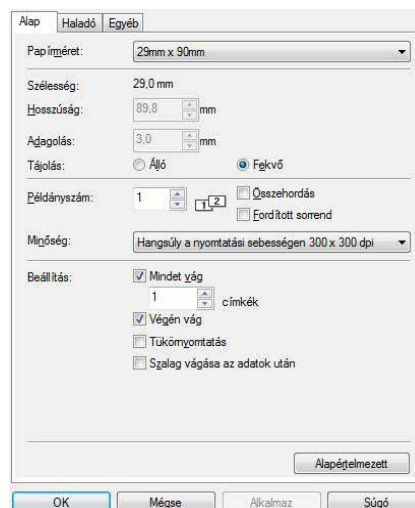 Alap Haladó Egyéb
Papírméret: 29mm x 90mm
Szélesség: 29,0 mm
Hosszúság: 89,8 mm
Adagolás: 3,0 mm
Tájolás: Álló Fekvő
Példányszám: 1 1 2 Összehordás
Fordított sorrend
Minőség: Hangsúly a nyomtatási sebességen 300 x 300 dpi
Beállítás: Mindet vág
1 címkék
Végén vág
Tükörnyomtatás
Szalag vágása az adatok után
Alapértelmezett
OK Mégse Alkalmaz Súgó